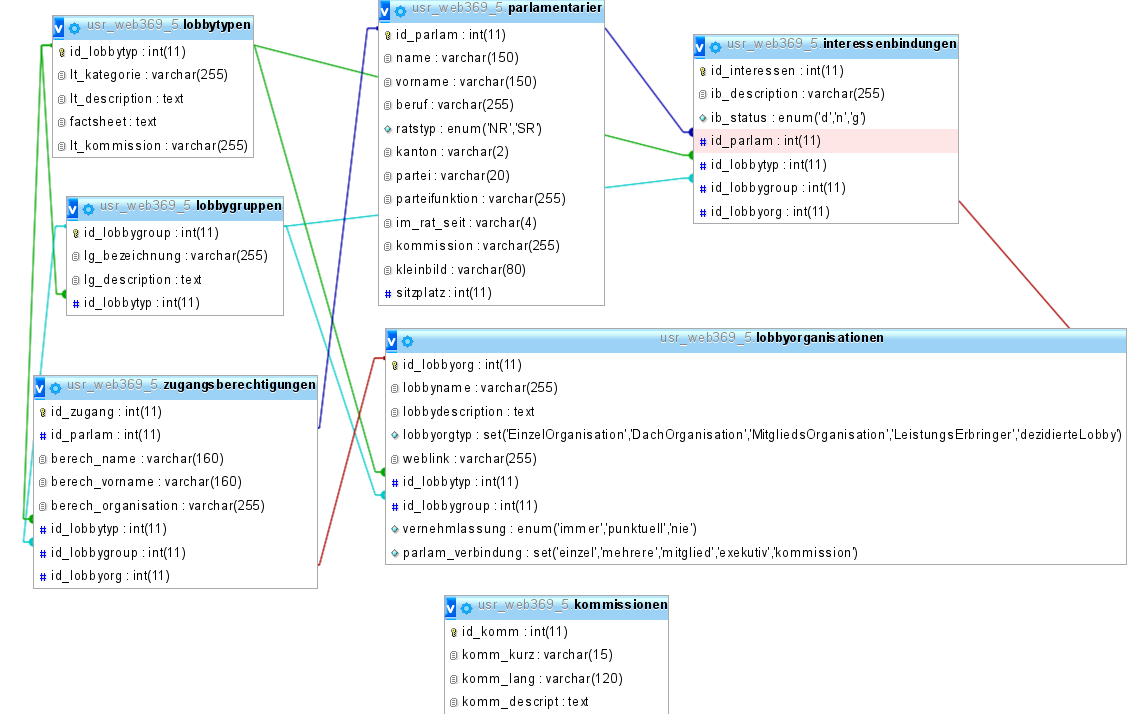 usr_web369_5 lobbytypen
id_lobbytyp : int(11)
lt_kategorie : varchar(255)
lt_description : text
factsheet : text
lt_kommission : varchar(255)
usr_web369_5 parlamentarier
id_parlam : int(11)
name : varchar(150)
vorname : varchar(150)
beruf : varchar(255)
ratstyp : enum('NR','SR')
kanton : varchar(2)
partei : varchar(20)
parteifunktion : varchar(255)
im_rat_seit : varchar(4)
kommission : varchar(255)
kleinbild : varchar(80)
sitzplatz : int(11)
usr_web369_5 interessenbindungen
id_interessen : int(11)
ib_description : varchar(255)
ib_status : enum('d','n','g')
id_parlam : int(11)
id_lobbytyp : int(11)
id_lobbygroup : int(11)
id_lobbyorg : int(11)
usr_web369_5 lobbygruppen
id_lobbygroup : int(11)
lg_bezeichnung : varchar(255)
lg_description : text
id_lobbytyp : int(11)
usr_web369_5 zugangsberechtigungen
id_zugang : int(11)
id_parlam : int(11)
berech_name : varchar(160)
berech_vorname : varchar(160)
berech_organisation : varchar(255)
id_lobbytyp : int(11)
id_lobbygroup : int(11)
id_lobbyorg : int(11)
usr_web369_5 lobbyorganisationen
id_lobbyorg : int(11)
lobbyname : varchar(255)
lobbydescription : text
lobbyorgtyp : set('EinzelOrganisation','DachOrganisation','MitgliedsOrganisation','LeistungsErbringer','dezidierteLobby')
weblink : varchar(255)
id_lobbytyp : int(11)
id_lobbygroup : int(11)
vernehmlassung : enum('immer','punktuell','nie')
parlam_verbindung : set('einzel','mehrere','mitglied','exekutiv','kommission')
usr_web369_5 kommissionen
id_komm : int(11)
komm_kurz : varchar(15)
komm_lang : varchar(120)
komm_descript : text